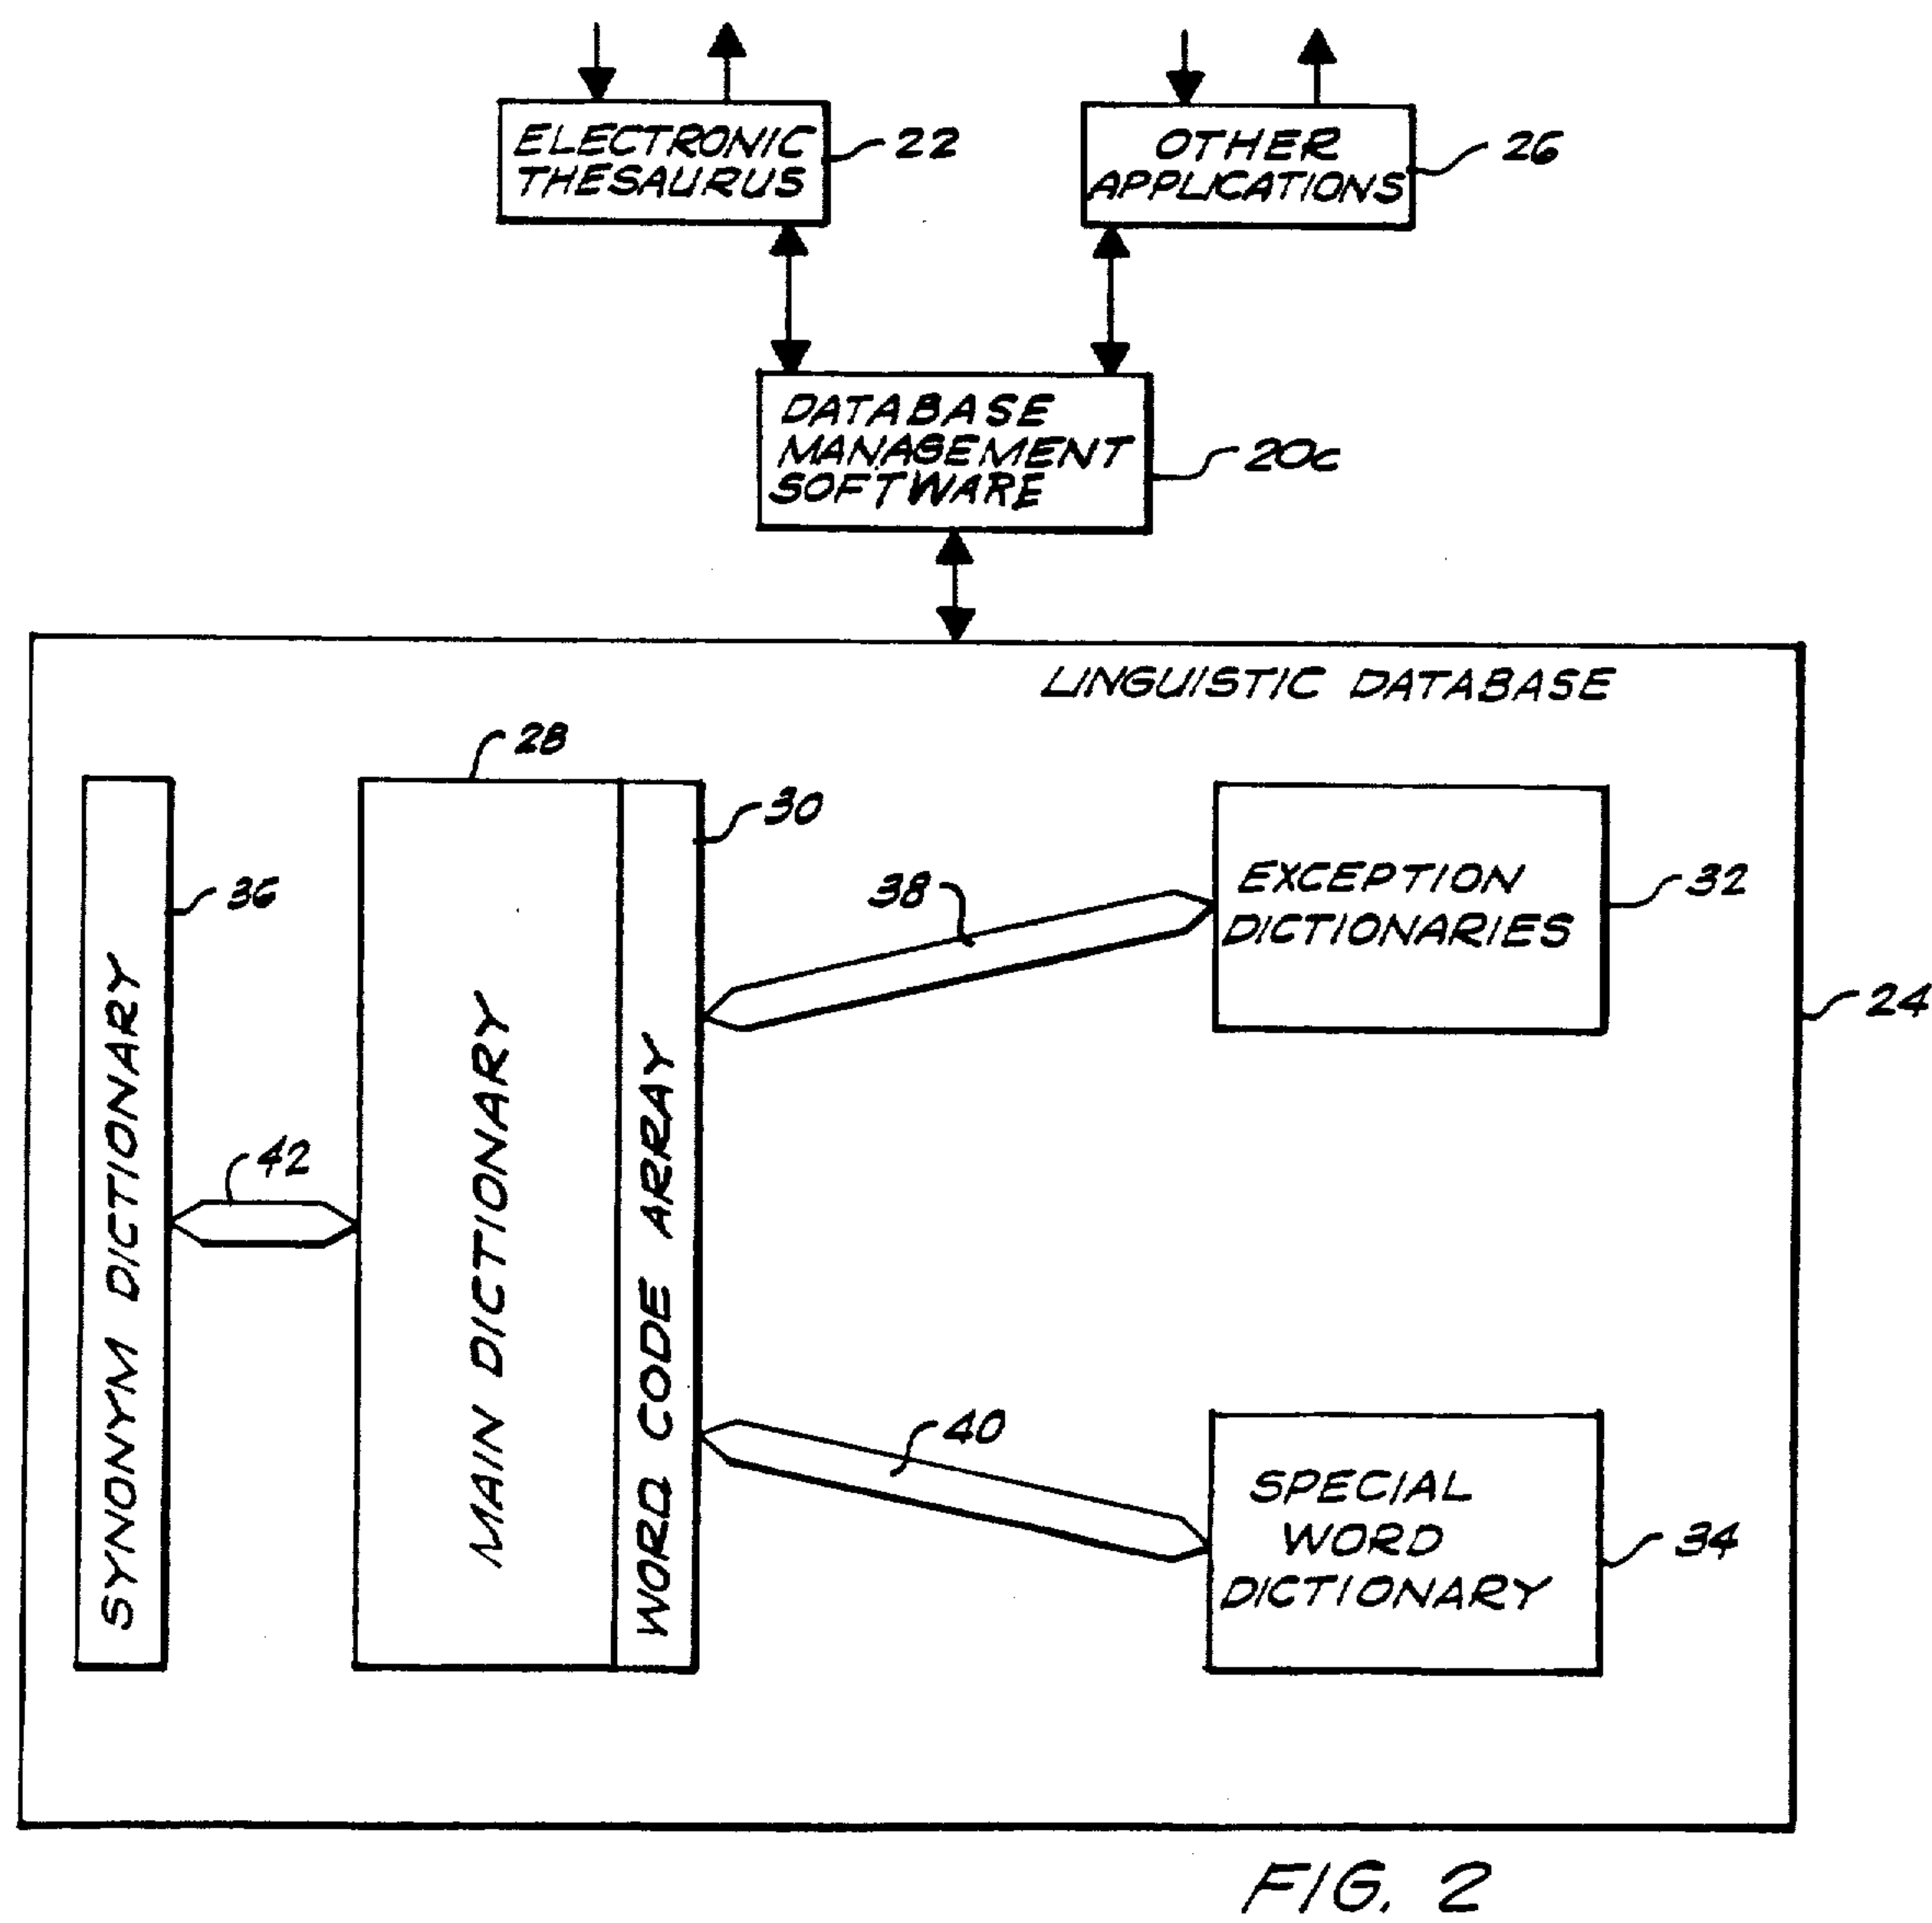 ELECTRONIC
THESAURUS
22
OTHER
APPLICATIONS
26
DATABASE
MANAGEMENT
SOFTWARE
20c
LINGUISTIC DATABASE
28
30
36
SYNONYM DICTIONARY
42
MAIN DICTIONARY
WORD CODE ARRAY
38
EXCEPTION
DICTIONARIES
32
24
40
SPECIAL
WORD
DICTIONARY
34
FIG. 2